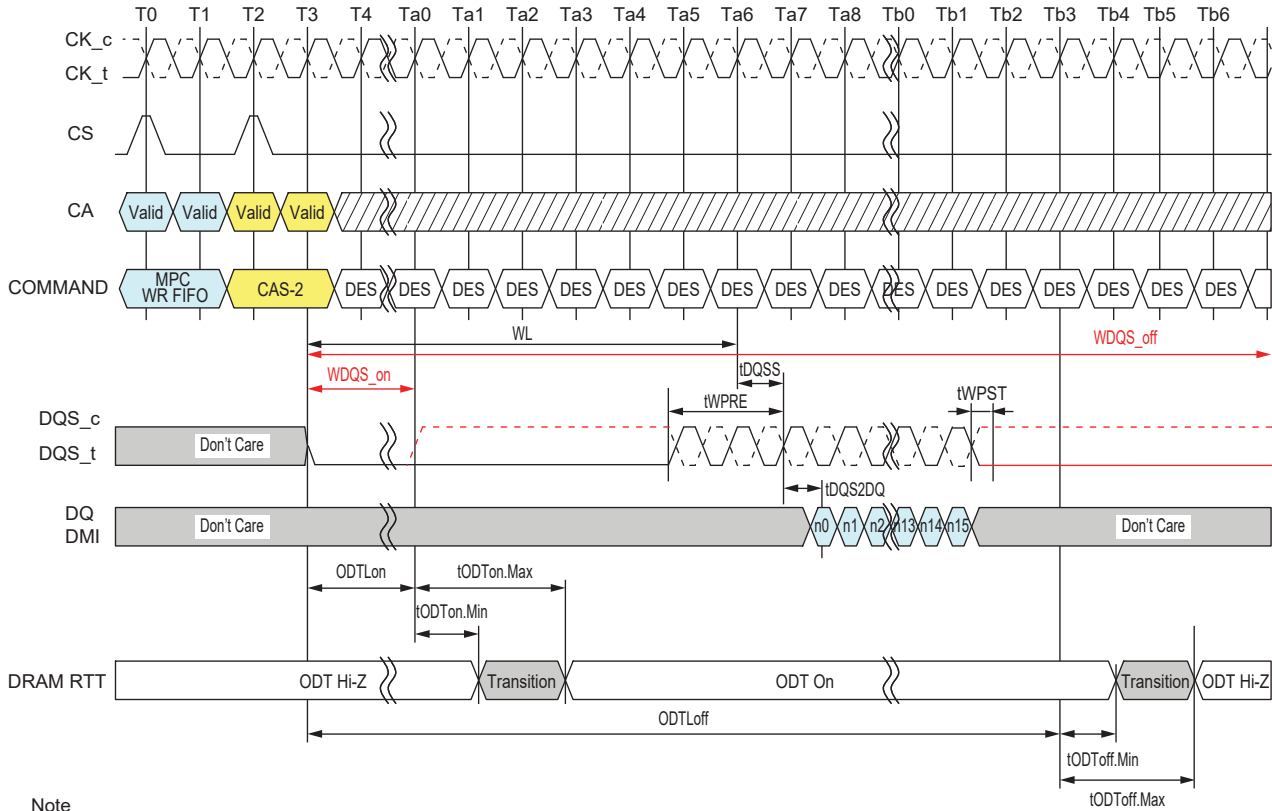 T0 T1 T2 T3 T4 Ta0 Ta1 Ta2 Ta3 Ta4 Ta5 Ta6 Ta7 Ta8 Tb0 Tb1 Tb2 Tb3 Tb4 Tb5 Tb6
CK_c
CK_t
CS
CA Valid Valid Valid Valid
COMMAND MPC WR FIFO CAS-2 DES DES DES DES DES DES DES DES DES DES DES DES DES DES DES DES DES
WL
WDQS_off
WDQS_on
tDQSS
tWPRE
tWPST
DQS_c
DQS_t
Don't Care
tDQS2DQ
DQ
DMI
Don't Care n0 n1 n2 n13 n14 n15 Don't Care
ODTLon
tODTon.Max
tODTon.Min
DRAM RTT ODT Hi-Z Transition ODT On Transition ODT Hi-Z
ODTLoff
tODToff.Min
tODToff.Max
Note